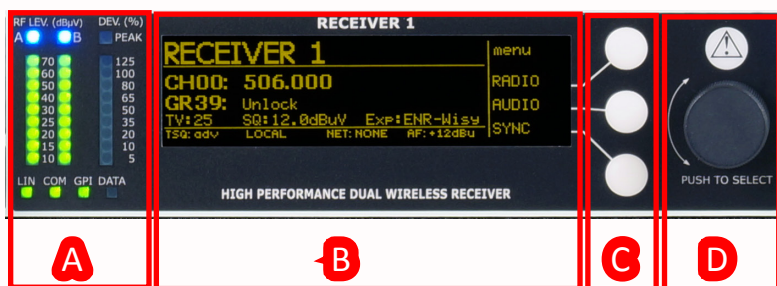 RF LEV. (dBµV) DEV. (%)
A B PEAK
70 125
60 100
50 80
40 65
30 50
25 35
20 20
15 10
10 5
LIN COM GPI DATA
RECEIVER 1
RECEIVER 1
CH00: 506.000
GR39: Unlock
TV:25 SQ:12.0dBuV Exp:ENR-Wisy
TSQ: adv LOCAL NET: NONE AF:+12dBu
menu
RADIO
AUDIO
SYNC
HIGH PERFORMANCE DUAL WIRELESS RECEIVER
PUSH TO SELECT
A
B
C
D